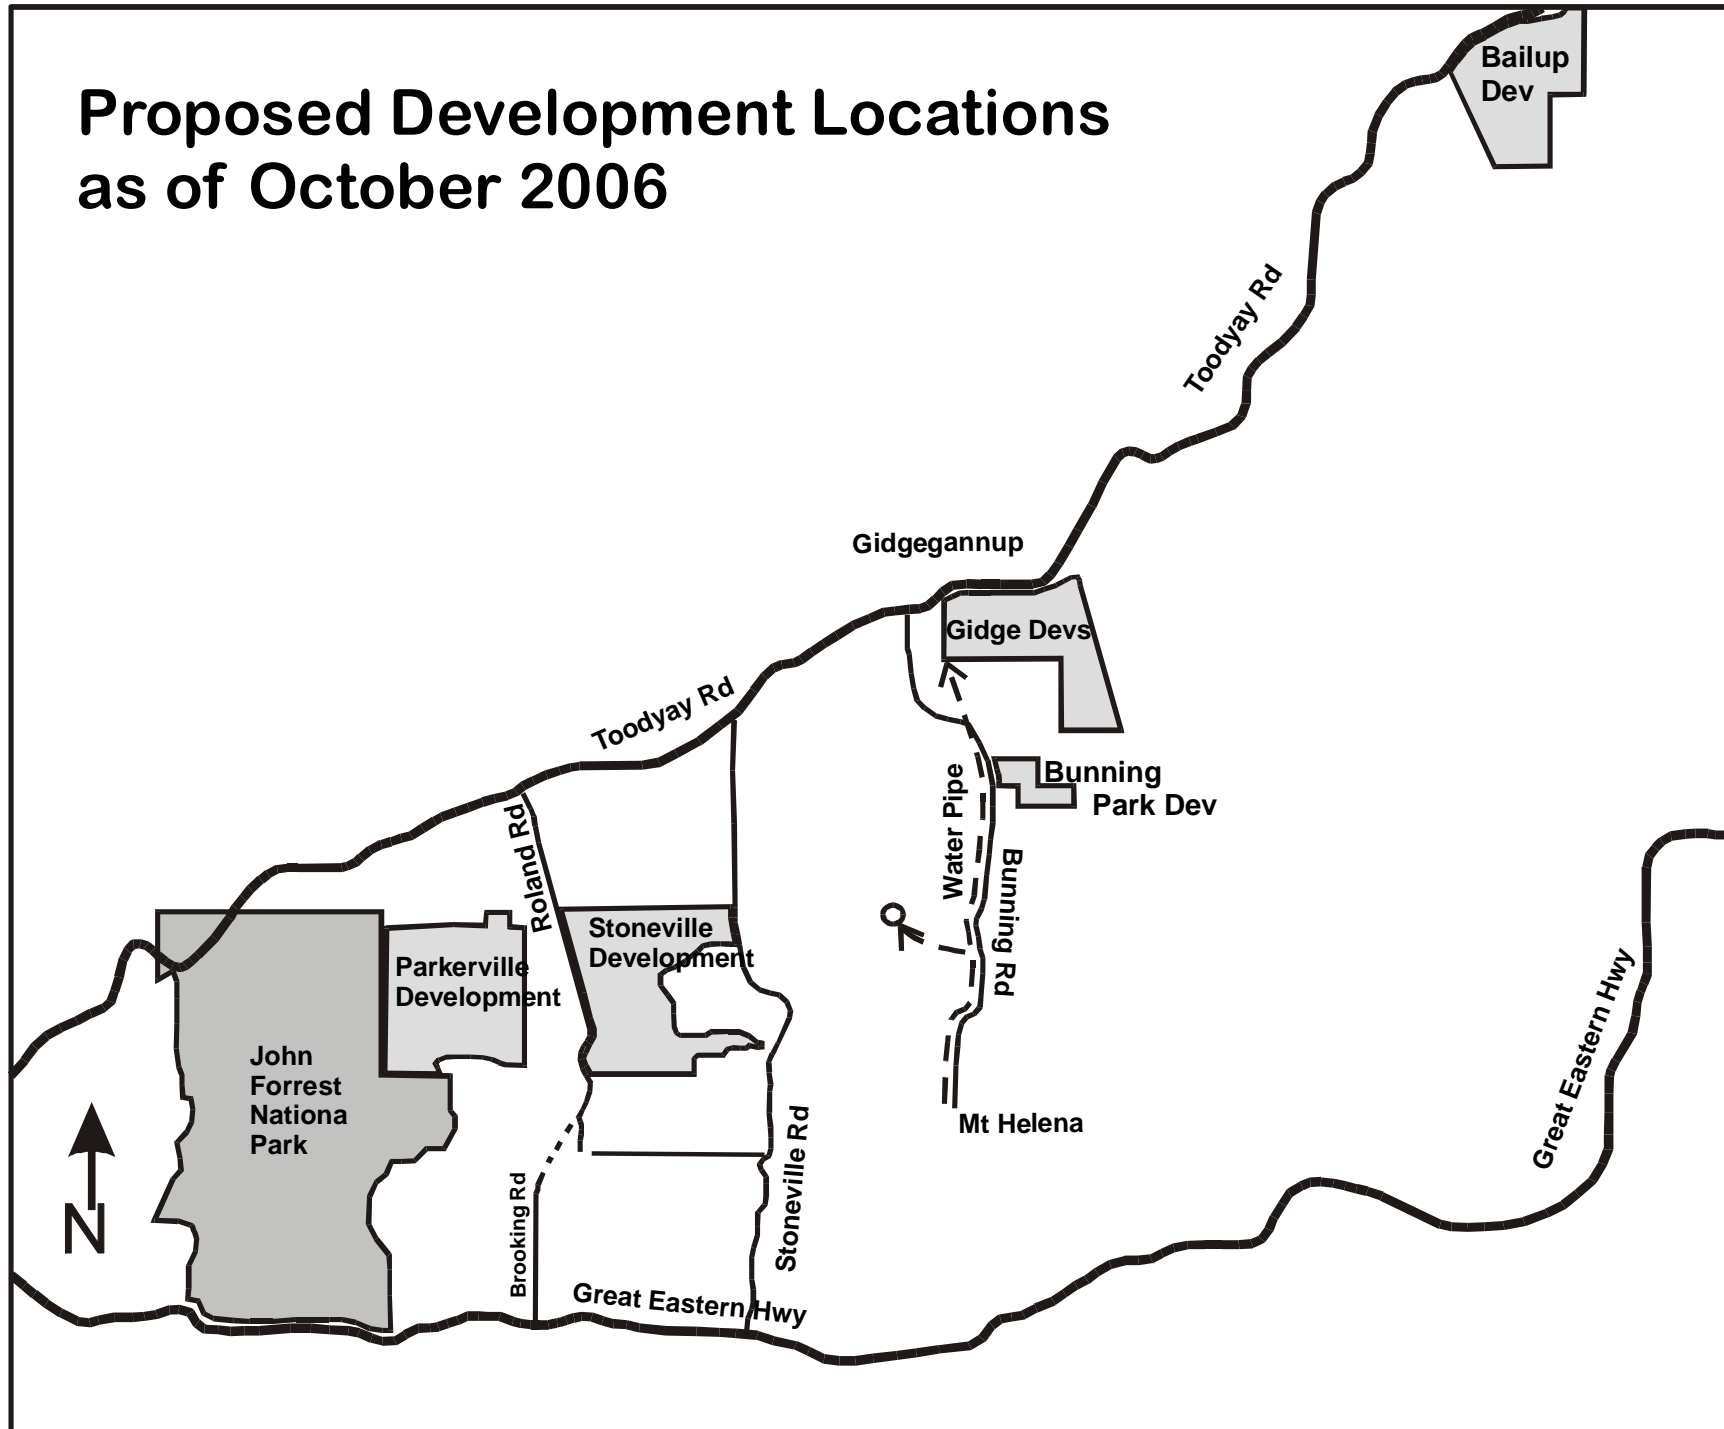 Proposed Development Locations
as of October 2006
Bailup
Dev
Toodyay Rd
Gidgegannup
Gidge Devs
Toodyay Rd
Bunning
Park Dev
Water Pipe
Roland Rd
Bunning Rd
Stoneville
Development
Parkerville
Development
Great Eastern Hwy
John
Forrest
Nationa
Park
Mt Helena
Stoneville Rd
N
Brooking Rd
Great Eastern Hwy